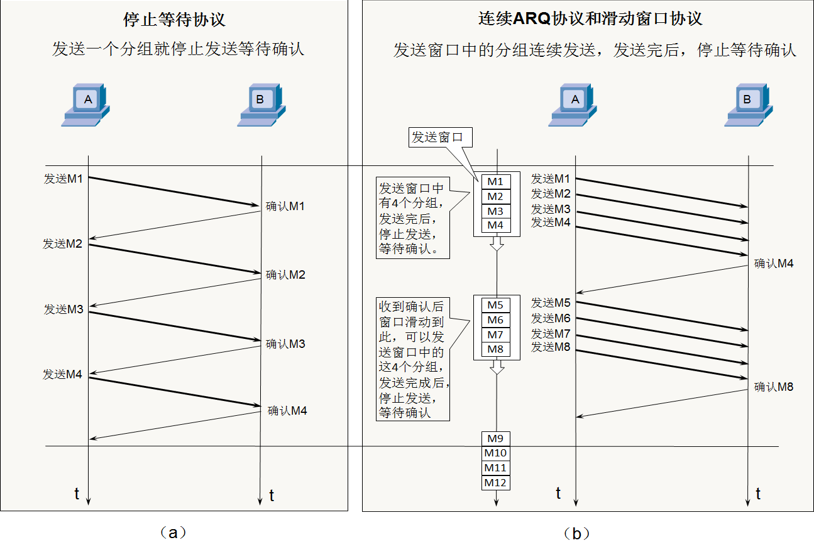 停止等待协议
发送一个分组就停止发送等待确认
A
B
发送M1
确认M1
发送M2
确认M2
发送M3
确认M3
发送M4
确认M4
t
t
（a）
连续ARQ协议和滑动窗口协议
发送窗口中的分组连续发送，发送完后，停止等待确认
A
B
发送窗口
发送窗口中
有4个分组，
发送完后，
停止发送，
等待确认。
M1
M2
M3
M4
发送M1
发送M2
发送M3
发送M4
确认M4
收到确认后
窗口滑动到
此，可以发
送窗口中的
这4个分组，
发送完成后，
停止发送，
等待确认
M5
M6
M7
M8
发送M5
发送M6
发送M7
发送M8
确认M8
M9
M10
M11
M12
t
t
（b）